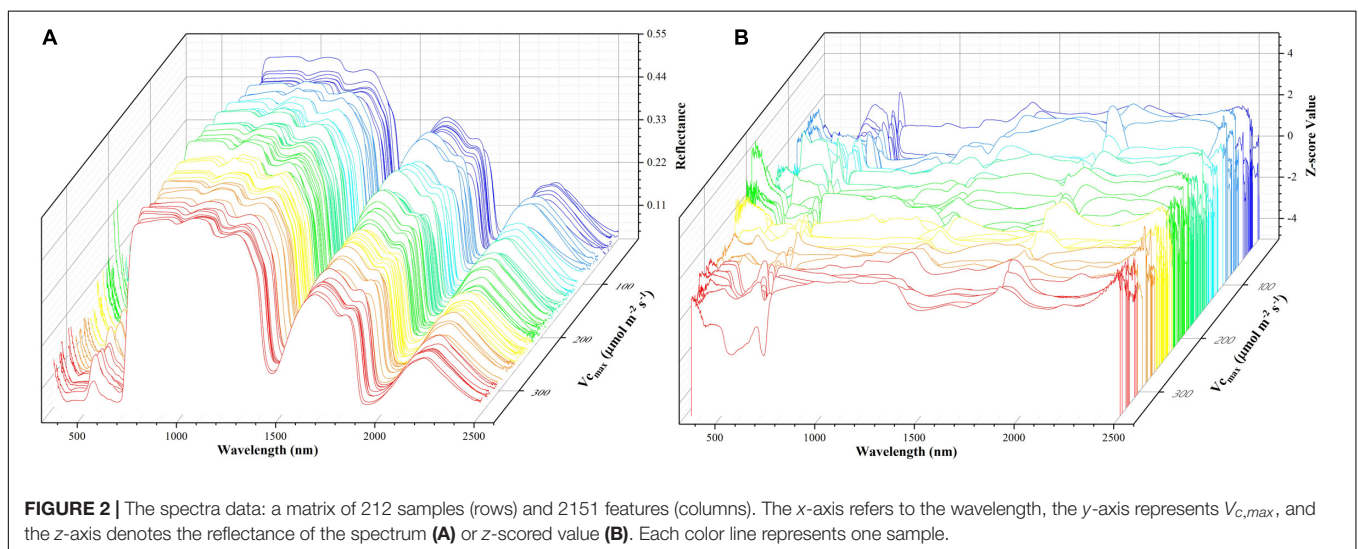 A
B
0.55
0.44
0.33
0.22
0.11
Reflectance
100
200
300
Vcmax (μmol m-2 s-1)
500
1000
1500
2000
2500
Wavelength (nm)
4
2
0
-2
-4
Z-score Value
100
200
300
Vcmax (μmol m-2 s-1)
500
1000
1500
2000
2500
Wavelength (nm)
FIGURE 2 | The spectra data: a matrix of 212 samples (rows) and 2151 features (columns). The x-axis refers to the wavelength, the y-axis represents Vc,max, and
the z-axis denotes the reflectance of the spectrum (A) or z-scored value (B). Each color line represents one sample.